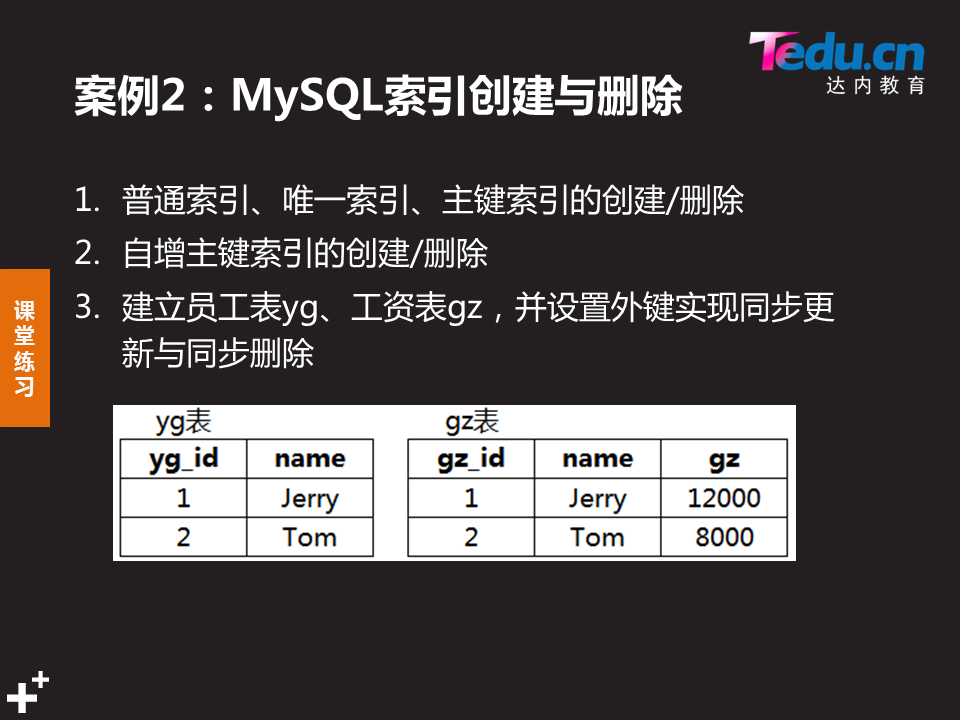 Tedu.cn
达内教育
案例2：MySQL索引创建与删除
1. 普通索引、唯一索引、主键索引的创建/删除
2. 自增主键索引的创建/删除
3. 建立员工表yg、工资表gz，并设置外键实现同步更
新与同步删除
课
堂
练
习
yg表 gz表
yg_id name gz_id name gz
1 Jerry 1 Jerry 12000
2 Tom 2 Tom 8000